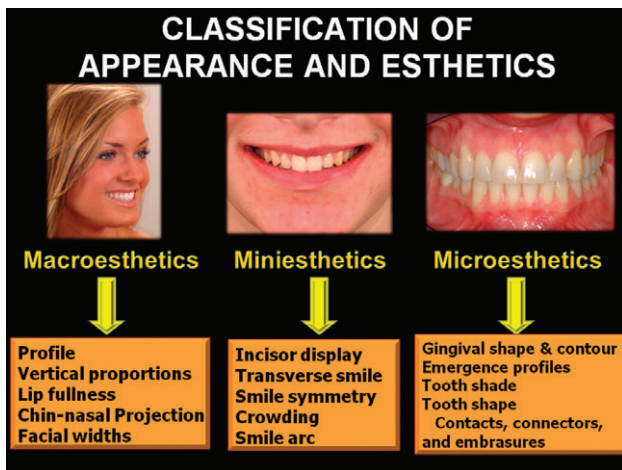 CLASSIFICATION OF
APPEARANCE AND ESTHETICS
Macroesthetics
Miniesthetics
Microesthetics
Profile
Vertical proportions
Lip fullness
Chin-nasal Projection
Facial widths
Incisor display
Transverse smile
Smile symmetry
Crowding
Smile arc
Gingival shape & contour
Emergence profiles
Tooth shade
Tooth shape
Contacts, connectors,
and embrasures